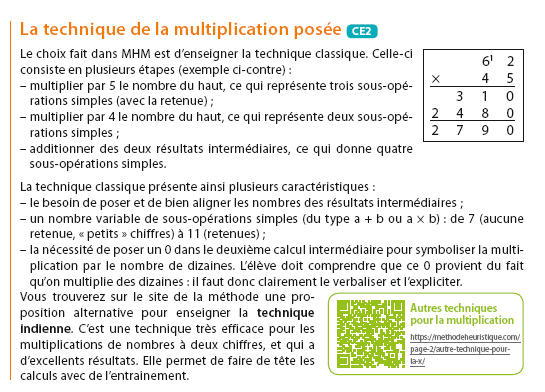 La technique de la multiplication posée CE2
Le choix fait dans MHM est d’enseigner la technique classique. Celle-ci
consiste en plusieurs étapes (exemple ci-contre) :
– multiplier par 5 le nombre du haut, ce qui représente trois sous-opé-
rations simples (avec la retenue) ;
– multiplier par 4 le nombre du haut, ce qui représente deux sous-opé-
rations simples ;
– additionner des deux résultats intermédiaires, ce qui donne quatre
sous-opérations simples.
6¹ 2
× 4 5
3 1 0
2 4 8 0
2 7 9 0
La technique classique présente ainsi plusieurs caractéristiques :
– le besoin de poser et de bien aligner les nombres des résultats intermédiaires ;
– un nombre variable de sous-opérations simples (du type a + b ou a × b) : de 7 (aucune
retenue, « petits » chiffres) à 11 (retenues) ;
– la nécessité de poser un 0 dans le deuxième calcul intermédiaire pour symboliser la multi-
plication par le nombre de dizaines. L’élève doit comprendre que ce 0 provient du fait
qu’on multiplie des dizaines : il faut donc clairement le verbaliser et l’expliciter.
Vous trouverez sur le site de la méthode une pro-
position alternative pour enseigner la technique
indienne. C’est une technique très efficace pour les
multiplications de nombres à deux chiffres, et qui a
d’excellents résultats. Elle permet de faire de tête les
calculs avec de l’entrainement.
Autres techniques
pour la multiplication
https://methodeheuristique.com/
page-2/autre-technique-pour-
la-x/